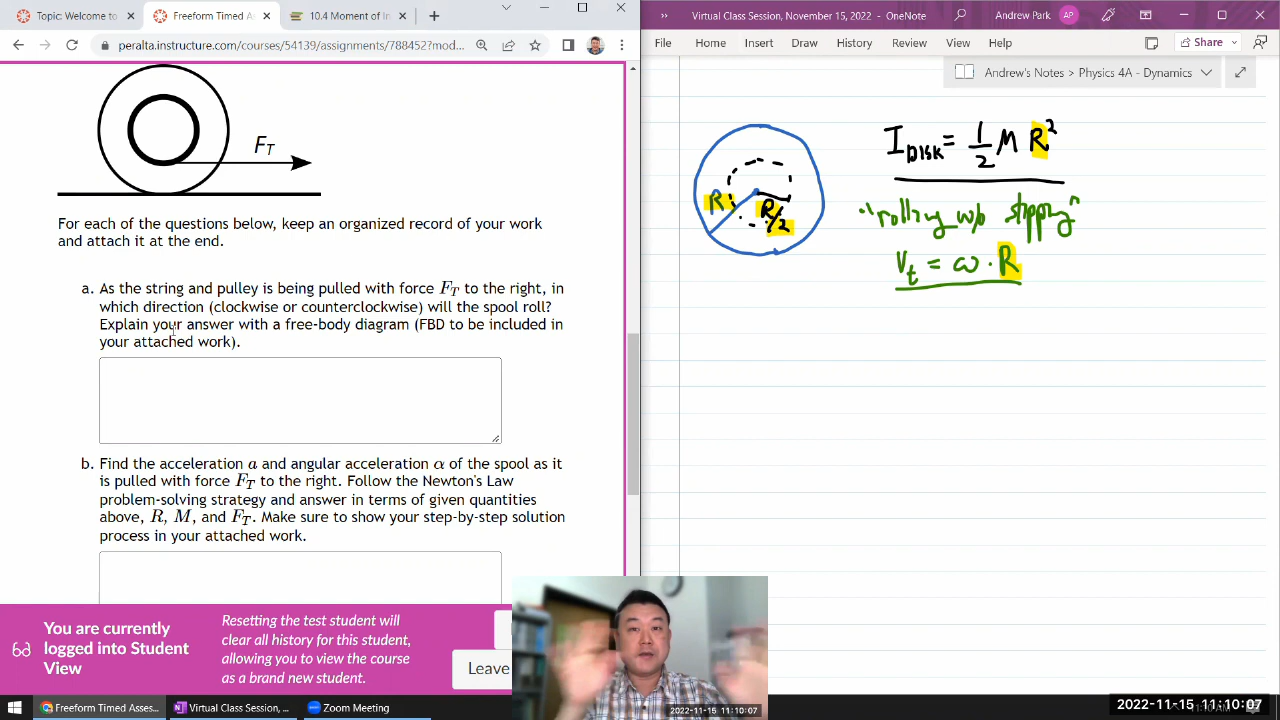 Topic Welcome to
Freeform Timed Ass
10.4 Moment of In
peralta.instructure.com/courses/54139/assignments/788452?mod...
F_T
For each of the questions below, keep an organized record of your work
and attach it at the end.
a. As the string and pulley is being pulled with force F_T to the right, in
which direction (clockwise or counterclockwise) will the spool roll?
Explain your answer with a free-body diagram (FBD to be included in
your attached work).
b. Find the acceleration a and angular acceleration α of the spool as it
is pulled with force F_T to the right. Follow the Newton's Law
problem-solving strategy and answer in terms of given quantities
above, R, M, and F_T. Make sure to show your step-by-step solution
process in your attached work.
You are currently
logged into Student
View
Resetting the test student will
clear all history for this student,
allowing you to view the course
as a brand new student.
Leave
Freeform Timed Asses...
Virtual Class Session,...
Zoom Meeting
Virtual Class Session, November 15, 2022
Andrew Park
AP
File Home Insert Draw History Review View Help
Share
Andrew's Notes > Physics 4A - Dynamics
R
R/2
I_DISK = 1/2 M R²
"rolling w/o slipping"
V_t = ω · R
2022-11-15 11:10:07
2022-11-15 11:10:07